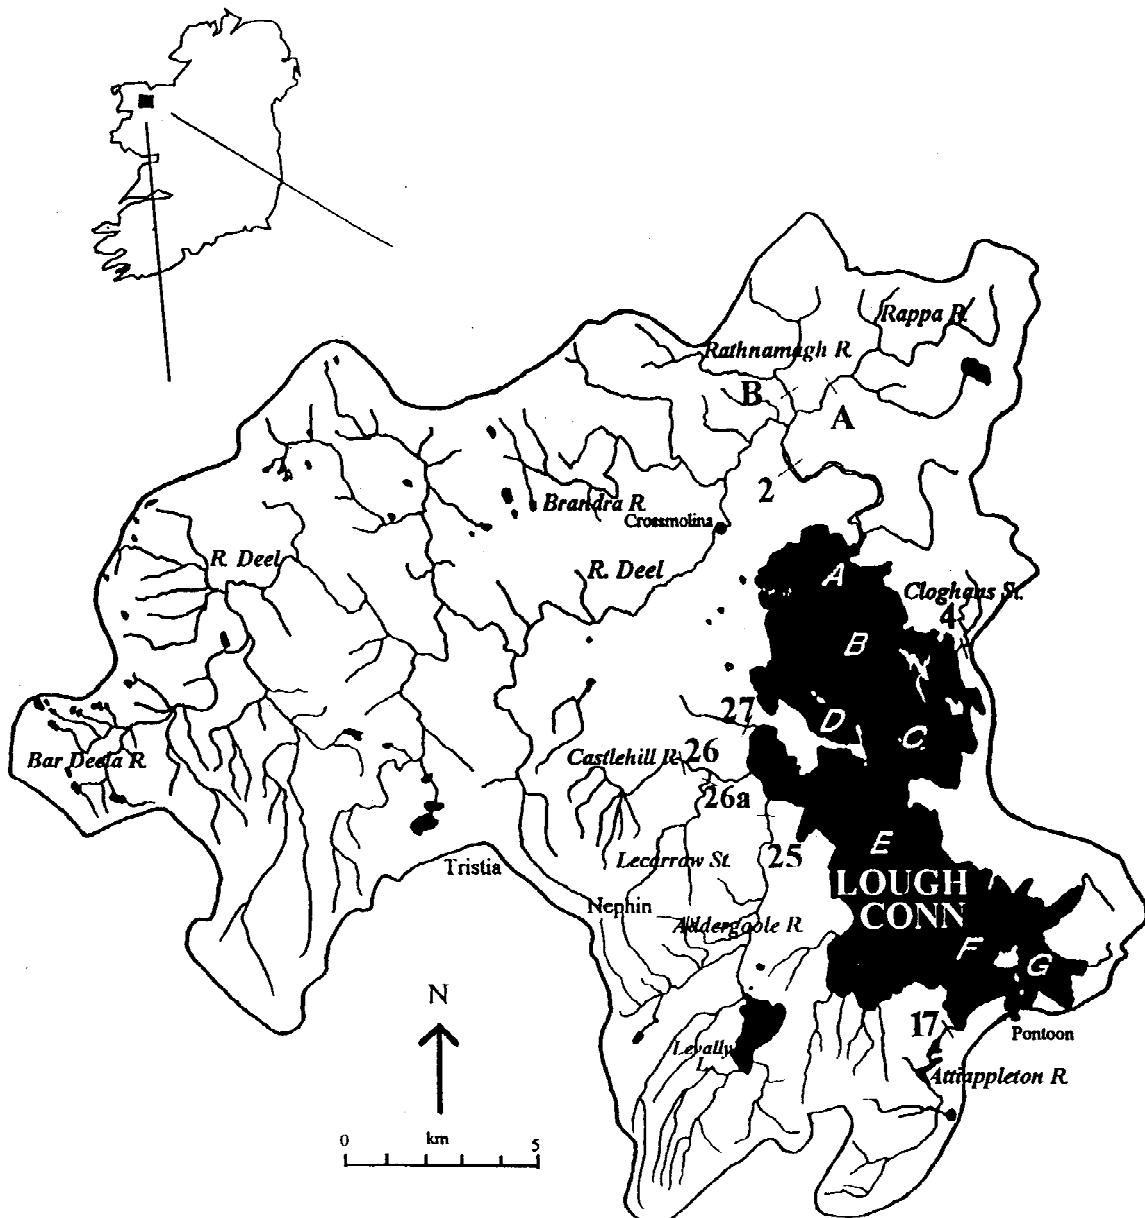 Rappa R.
Rathnamagh R.
B
A
2
Brandra R.
Crossmolina
R. Deel
R. Deel
A
Cloghans St.
4
B
27
D
C
Bar Deela R.
Castlehill R.
26
26a
E
25
Lecarrow St.
Tristia
LOUGH
CONN
Nephin
Addergoole R.
F
G
N
17
Pontoon
Levally
L.
Attiappleton R.
0 km 5